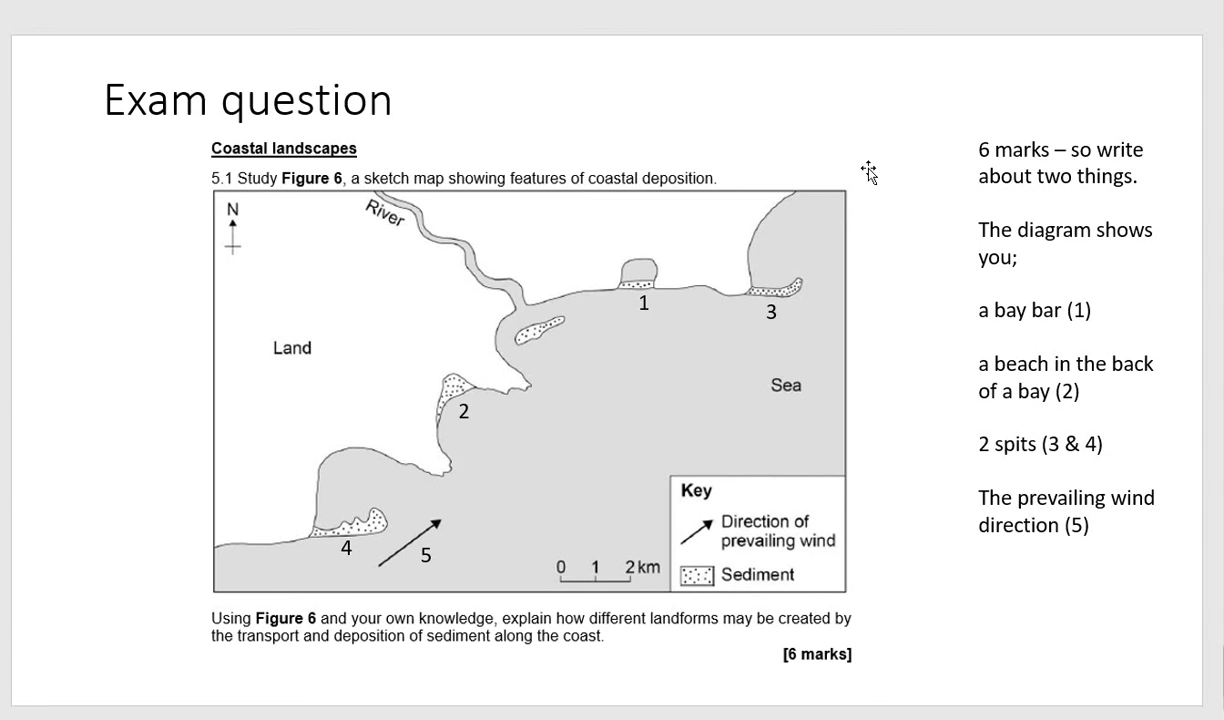 Exam question
Coastal landscapes
5.1 Study Figure 6, a sketch map showing features of coastal deposition.
N
River
Land
Sea
1
2
3
4
5
Key
Direction of
prevailing wind
Sediment
0 1 2 km
Using Figure 6 and your own knowledge, explain how different landforms may be created by
the transport and deposition of sediment along the coast.
[6 marks]
6 marks – so write
about two things.
The diagram shows
you;
a bay bar (1)
a beach in the back
of a bay (2)
2 spits (3 & 4)
The prevailing wind
direction (5)